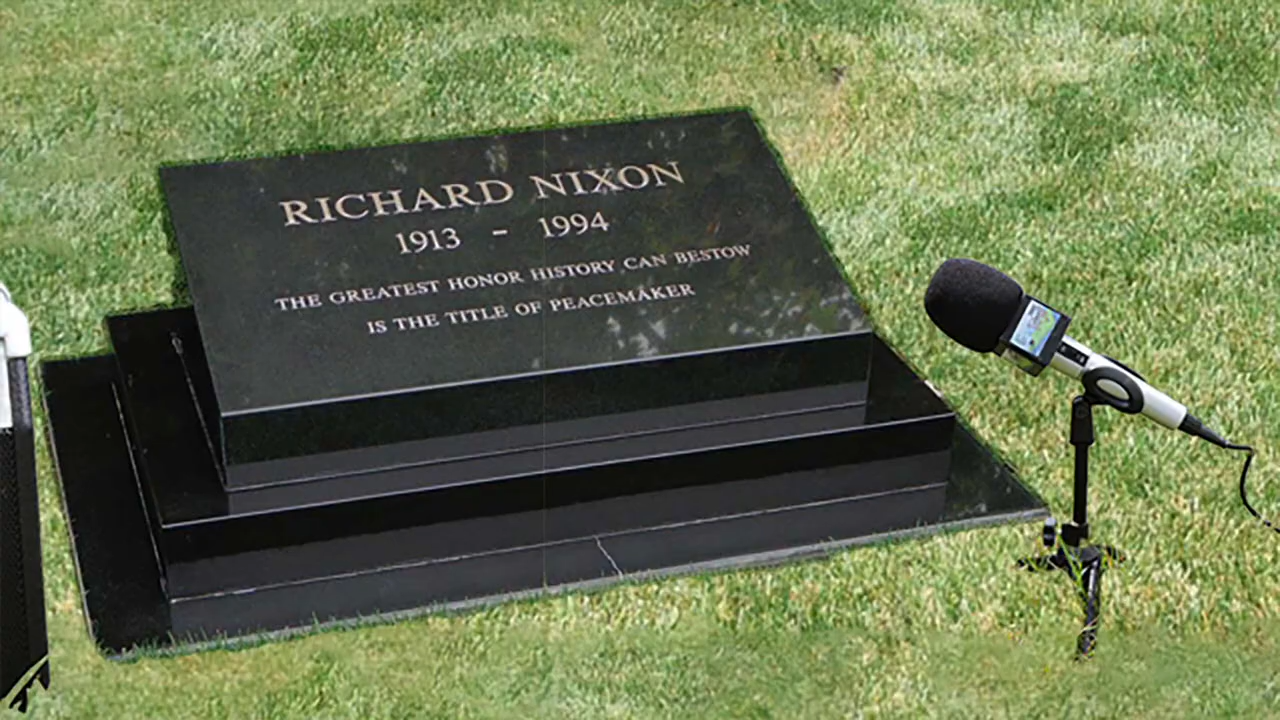 RICHARD NIXON
1913 - 1994
THE GREATEST HONOR HISTORY CAN BESTOW
IS THE TITLE OF PEACEMAKER